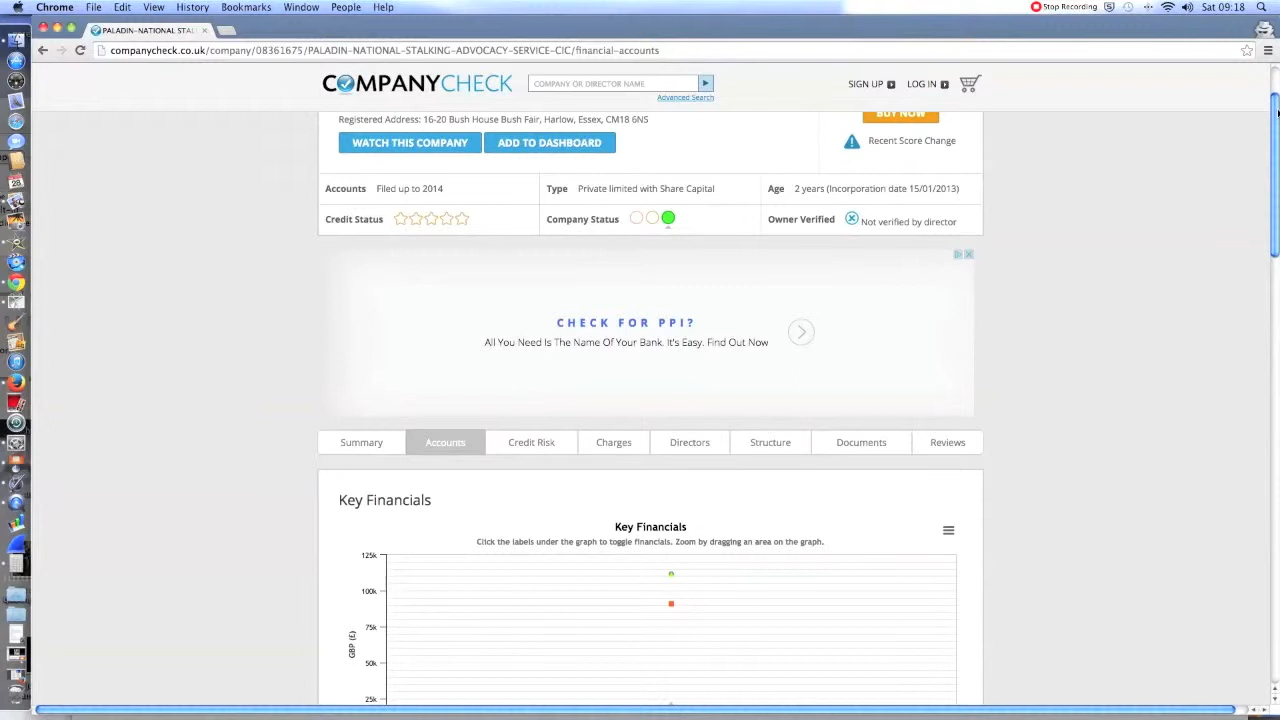 Chrome File Edit View History Bookmarks Window People Help Stop Recording Sat 09:18
PALADIN-NATIONAL STAL
companycheck.co.uk/company/08361675/PALADIN-NATIONAL-STALKING-ADVOCACY-SERVICE-CIC/financial-accounts
COMPANYCHECK COMPANY OR DIRECTOR NAME SIGN UP LOG IN
Advanced Search
Registered Address: 16-20 Bush House Bush Fair, Harlow, Essex, CM18 6NS BUY NOW
WATCH THIS COMPANY ADD TO DASHBOARD Recent Score Change
Accounts Filed up to 2014 Type Private limited with Share Capital Age 2 years (Incorporation date 15/01/2013)
Credit Status Company Status Owner Verified Not verified by director
CHECK FOR PPI?
All You Need Is The Name Of Your Bank. It's Easy. Find Out Now
Summary Accounts Credit Risk Charges Directors Structure Documents Reviews
Key Financials
Key Financials
Click the labels under the graph to toggle financials. Zoom by dragging an area on the graph.
125k
100k
75k
GBP (£)
50k
25k